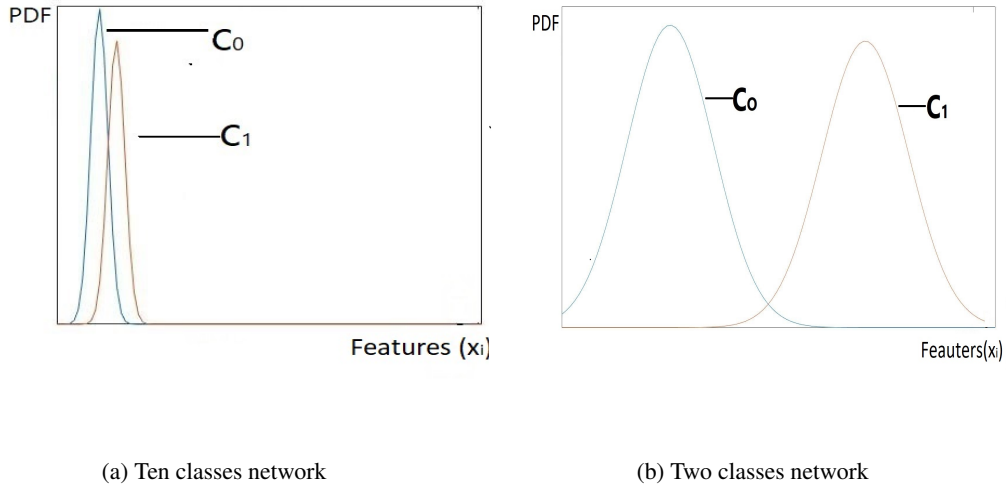 PDF
C₀
C₁
Features (xᵢ)
(a) Ten classes network
PDF
C₀
C₁
Feauters(xᵢ)
(b) Two classes network